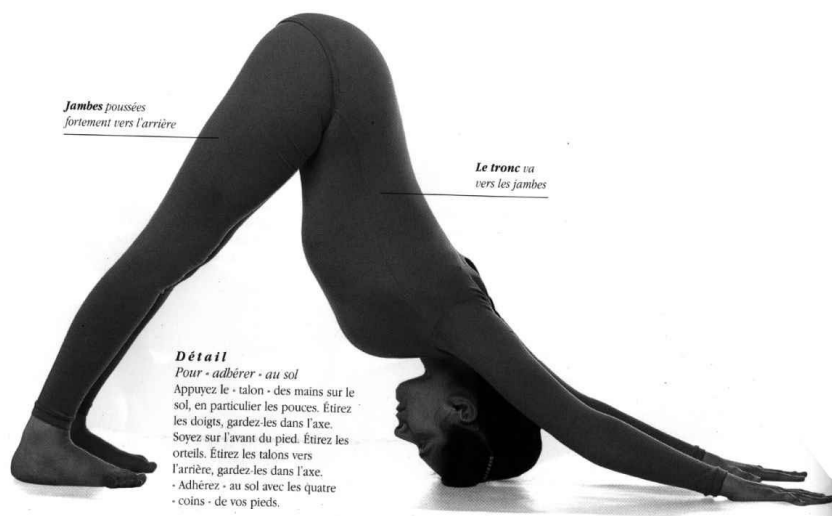 Jambes poussées
fortement vers l'arrière
Le tronc va
vers les jambes
Détail
Pour « adhérer » au sol
Appuyez le « talon » des mains sur le
sol, en particulier les pouces. Étirez
les doigts, gardez-les dans l'axe.
Soyez sur l'avant du pied. Étirez les
orteils. Étirez les talons vers
l'arrière, gardez-les dans l'axe.
« Adhérez » au sol avec les quatre
« coins » de vos pieds.